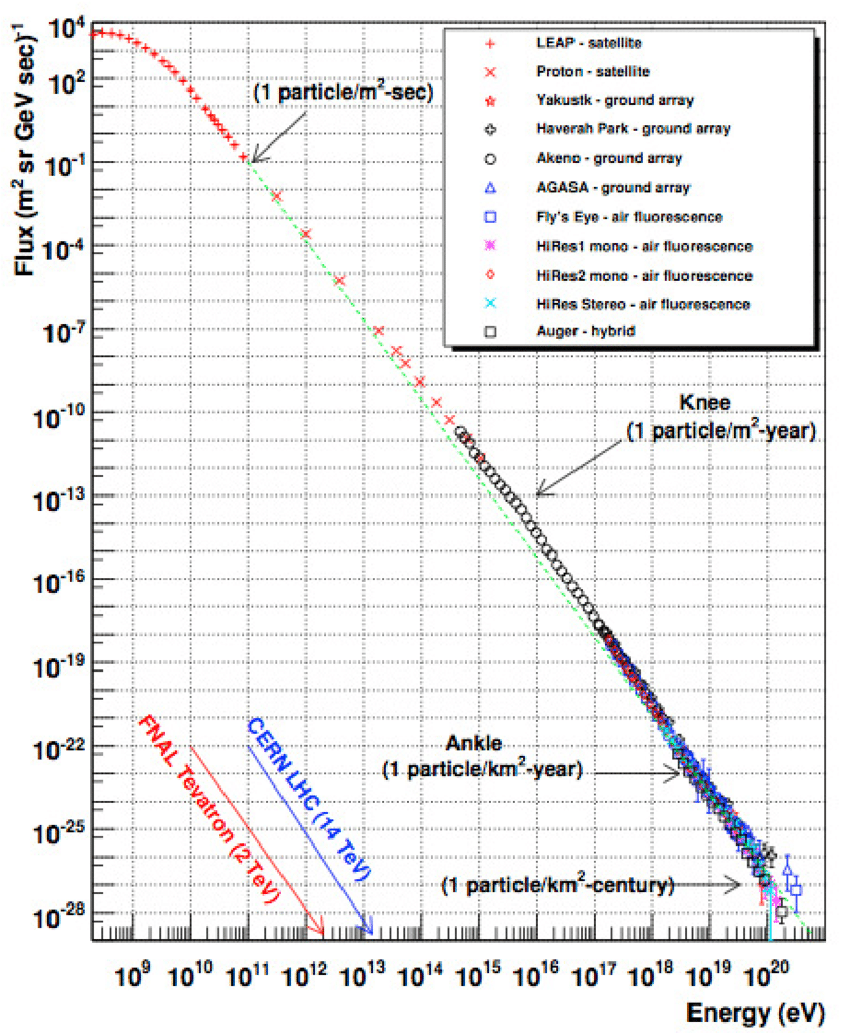 Flux (m² sr GeV sec)⁻¹
10⁴
10²
10⁻¹
10⁻⁴
10⁻⁷
10⁻¹⁰
10⁻¹³
10⁻¹⁶
10⁻¹⁹
10⁻²²
10⁻²⁵
10⁻²⁸
LEAP - satellite
Proton - satellite
Yakustk - ground array
Haverah Park - ground array
Akeno - ground array
AGASA - ground array
Fly's Eye - air fluorescence
HiRes1 mono - air fluorescence
HiRes2 mono - air fluorescence
HiRes Stereo - air fluorescence
Auger - hybrid
(1 particle/m²-sec)
Knee
(1 particle/m²-year)
Ankle
(1 particle/km²-year)
(1 particle/km²-century)
FNAL Tevatron (2 TeV)
CERN LHC (14 TeV)
10⁹ 10¹⁰ 10¹¹ 10¹² 10¹³ 10¹⁴ 10¹⁵ 10¹⁶ 10¹⁷ 10¹⁸ 10¹⁹ 10²⁰
Energy (eV)